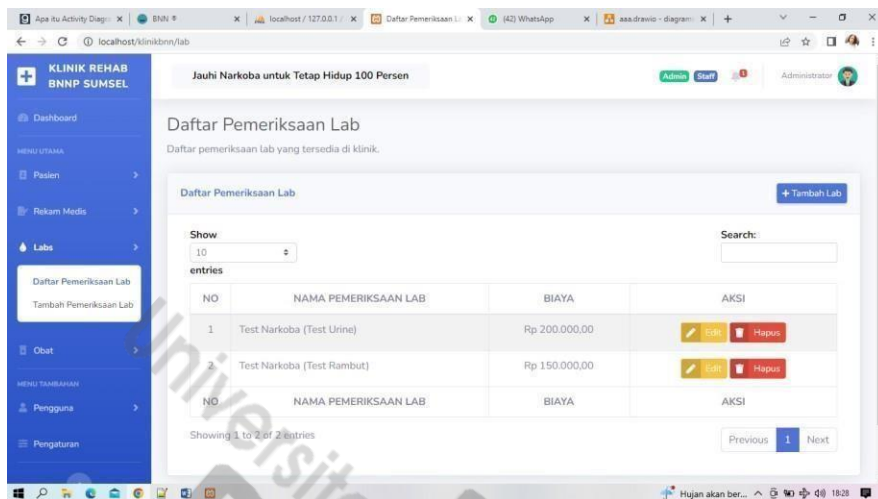 Apa itu Activity Diagr
BNN
localhost / 127.0.0.1 /
Daftar Pemeriksaan L
(42) WhatsApp
aaa.drawio - diagram
localhost/klinikbnn/lab
KLINIK REHAB
BNNP SUMSEL
Jauhi Narkoba untuk Tetap Hidup 100 Persen
Admin Staff
Administrator
Dashboard
MENU UTAMA
Pasien
Rekam Medis
Labs
Daftar Pemeriksaan Lab
Tambah Pemeriksaan Lab
Obat
MENU TAMBAHAN
Pengguna
Pengaturan
Daftar Pemeriksaan Lab
Daftar pemeriksaan lab yang tersedia di klinik.
Daftar Pemeriksaan Lab
+ Tambah Lab
Show
10
entries
Search:
NO NAMA PEMERIKSAAN LAB BIAYA AKSI
1 Test Narkoba (Test Urine) Rp 200.000,00 Edit Hapus
2 Test Narkoba (Test Rambut) Rp 150.000,00 Edit Hapus
NO NAMA PEMERIKSAAN LAB BIAYA AKSI
Showing 1 to 2 of 2 entries
Previous 1 Next
Hujan akan ber... 18:28